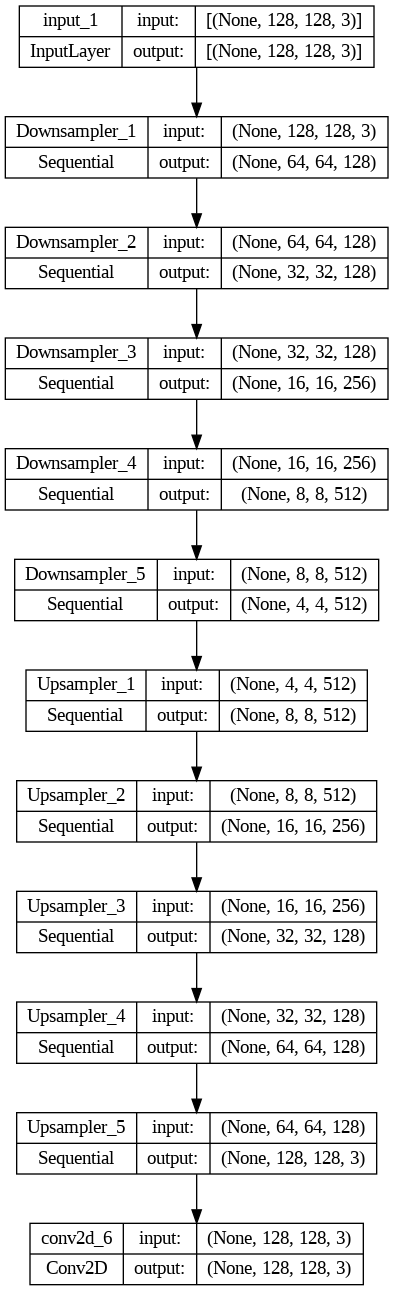 input_1 input: [(None, 128, 128, 3)]
InputLayer output: [(None, 128, 128, 3)]
Downsampler_1 input: (None, 128, 128, 3)
Sequential output: (None, 64, 64, 128)
Downsampler_2 input: (None, 64, 64, 128)
Sequential output: (None, 32, 32, 128)
Downsampler_3 input: (None, 32, 32, 128)
Sequential output: (None, 16, 16, 256)
Downsampler_4 input: (None, 16, 16, 256)
Sequential output: (None, 8, 8, 512)
Downsampler_5 input: (None, 8, 8, 512)
Sequential output: (None, 4, 4, 512)
Upsampler_1 input: (None, 4, 4, 512)
Sequential output: (None, 8, 8, 512)
Upsampler_2 input: (None, 8, 8, 512)
Sequential output: (None, 16, 16, 256)
Upsampler_3 input: (None, 16, 16, 256)
Sequential output: (None, 32, 32, 128)
Upsampler_4 input: (None, 32, 32, 128)
Sequential output: (None, 64, 64, 128)
Upsampler_5 input: (None, 64, 64, 128)
Sequential output: (None, 128, 128, 3)
conv2d_6 input: (None, 128, 128, 3)
Conv2D output: (None, 128, 128, 3)